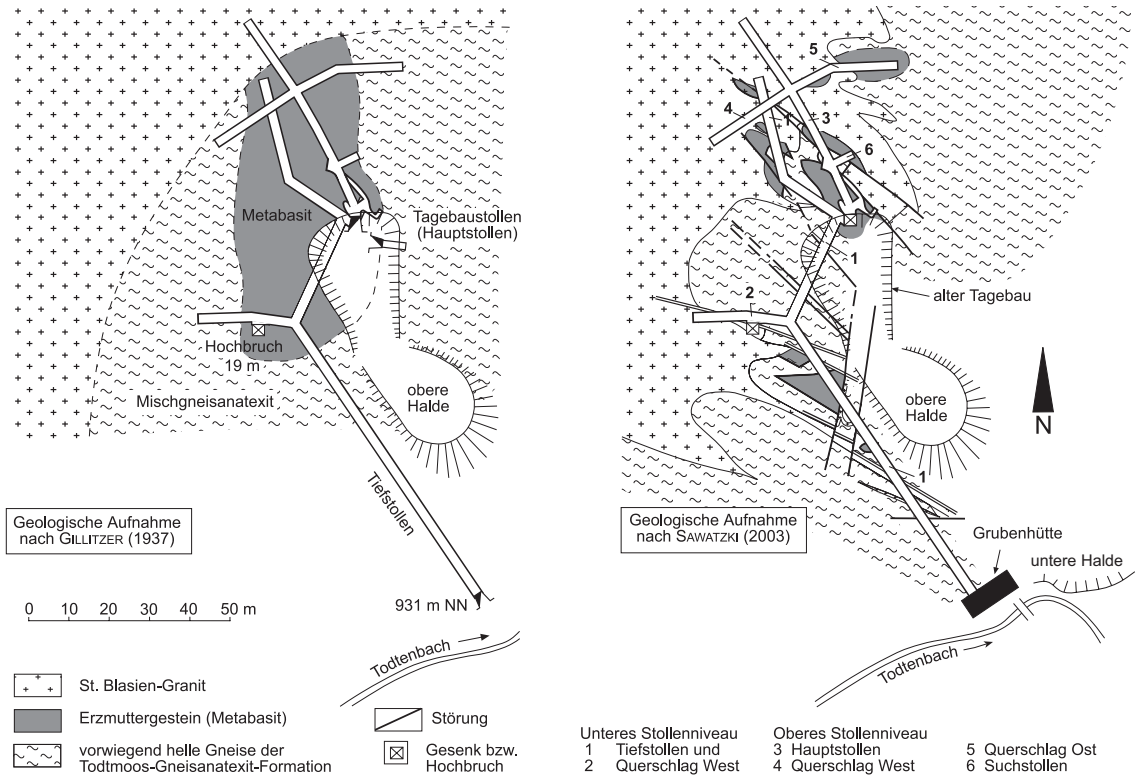 Metabasit
Tagebaustollen
(Hauptstollen)
Hochbruch
19 m
Mischgneisanatexit
obere
Halde
Tiefstollen
Geologische Aufnahme
nach GILLITZER (1937)
931 m NN
0 10 20 30 40 50 m
Todtenbach
5
4
1
3
6
1
2
alter Tagebau
obere
Halde
N
1
Geologische Aufnahme
nach SAWATZKI (2003)
Grubenhütte
untere Halde
Todtenbach
St. Blasien-Granit
Erzmuttergestein (Metabasit)
vorwiegend helle Gneise der
Todtmoos-Gneisanatexit-Formation
Störung
Gesenk bzw.
Hochbruch
Unteres Stollenniveau
1 Tiefstollen und
2 Querschlag West
Oberes Stollenniveau
3 Hauptstollen
4 Querschlag West
5 Querschlag Ost
6 Suchstollen